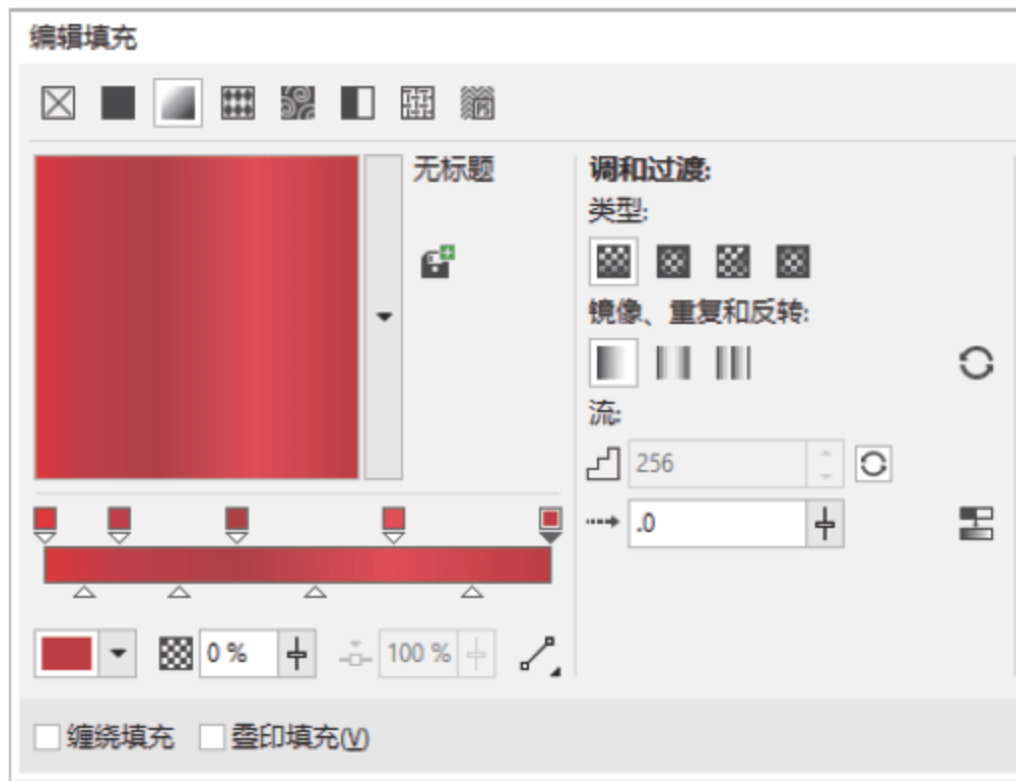 编辑填充
PS
无标题
调和过渡:
类型:
镜像、重复和反转:
流:
256
.0
0 %
100 %
缠绕填充
叠印填充(V)